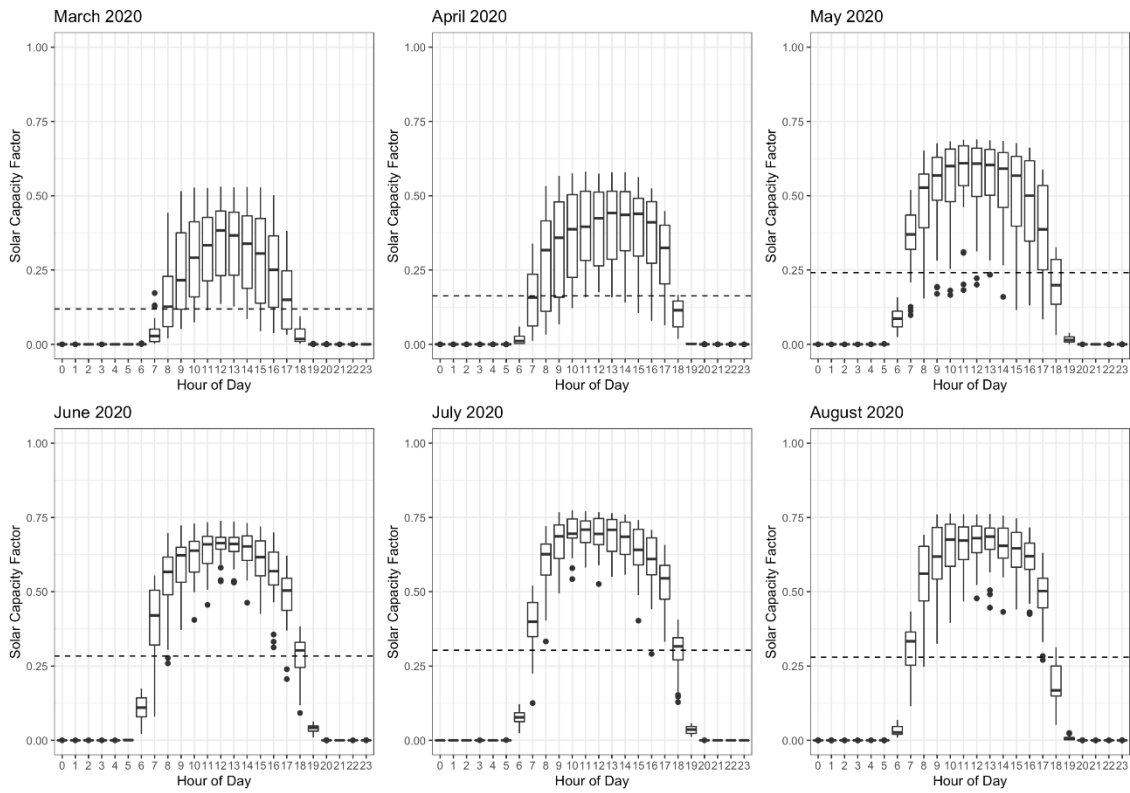 March 2020
April 2020
May 2020
Solar Capacity Factor
1.00
0.75
0.50
0.25
0.00
0 1 2 3 4 5 6 7 8 9 10 11 12 13 14 15 16 17 18 19 20 21 22 23
Hour of Day
Solar Capacity Factor
1.00
0.75
0.50
0.25
0.00
0 1 2 3 4 5 6 7 8 9 10 11 12 13 14 15 16 17 18 19 20 21 22 23
Hour of Day
Solar Capacity Factor
1.00
0.75
0.50
0.25
0.00
0 1 2 3 4 5 6 7 8 9 10 11 12 13 14 15 16 17 18 19 20 21 22 23
Hour of Day
June 2020
July 2020
August 2020
Solar Capacity Factor
1.00
0.75
0.50
0.25
0.00
0 1 2 3 4 5 6 7 8 9 10 11 12 13 14 15 16 17 18 19 20 21 22 23
Hour of Day
Solar Capacity Factor
1.00
0.75
0.50
0.25
0.00
0 1 2 3 4 5 6 7 8 9 10 11 12 13 14 15 16 17 18 19 20 21 22 23
Hour of Day
Solar Capacity Factor
1.00
0.75
0.50
0.25
0.00
0 1 2 3 4 5 6 7 8 9 10 11 12 13 14 15 16 17 18 19 20 21 22 23
Hour of Day